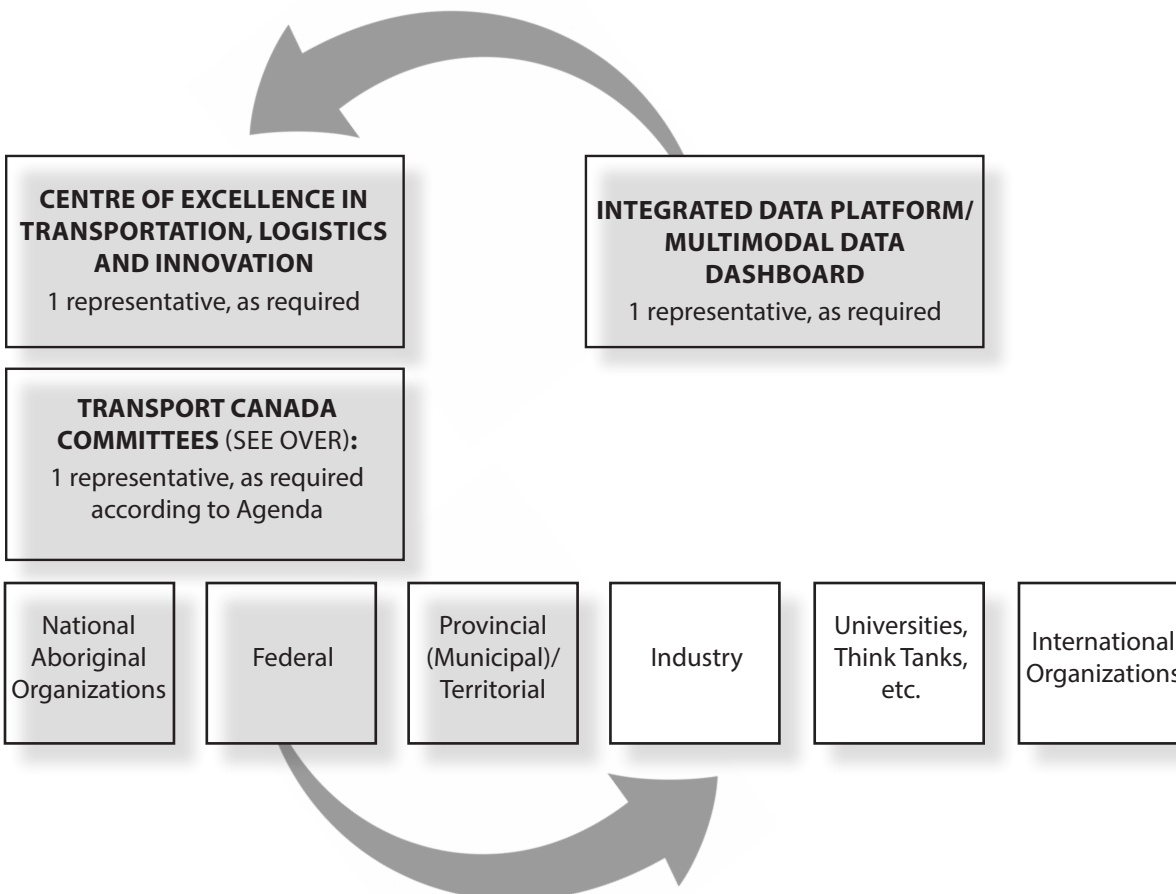 CENTRE OF EXCELLENCE IN
TRANSPORTATION, LOGISTICS
AND INNOVATION
1 representative, as required
INTEGRATED DATA PLATFORM/
MULTIMODAL DATA
DASHBOARD
1 representative, as required
TRANSPORT CANADA
COMMITTEES (SEE OVER):
1 representative, as required
according to Agenda
National
Aboriginal
Organizations
Federal
Provincial
(Municipal)/
Territorial
Industry
Universities,
Think Tanks,
etc.
International
Organizations